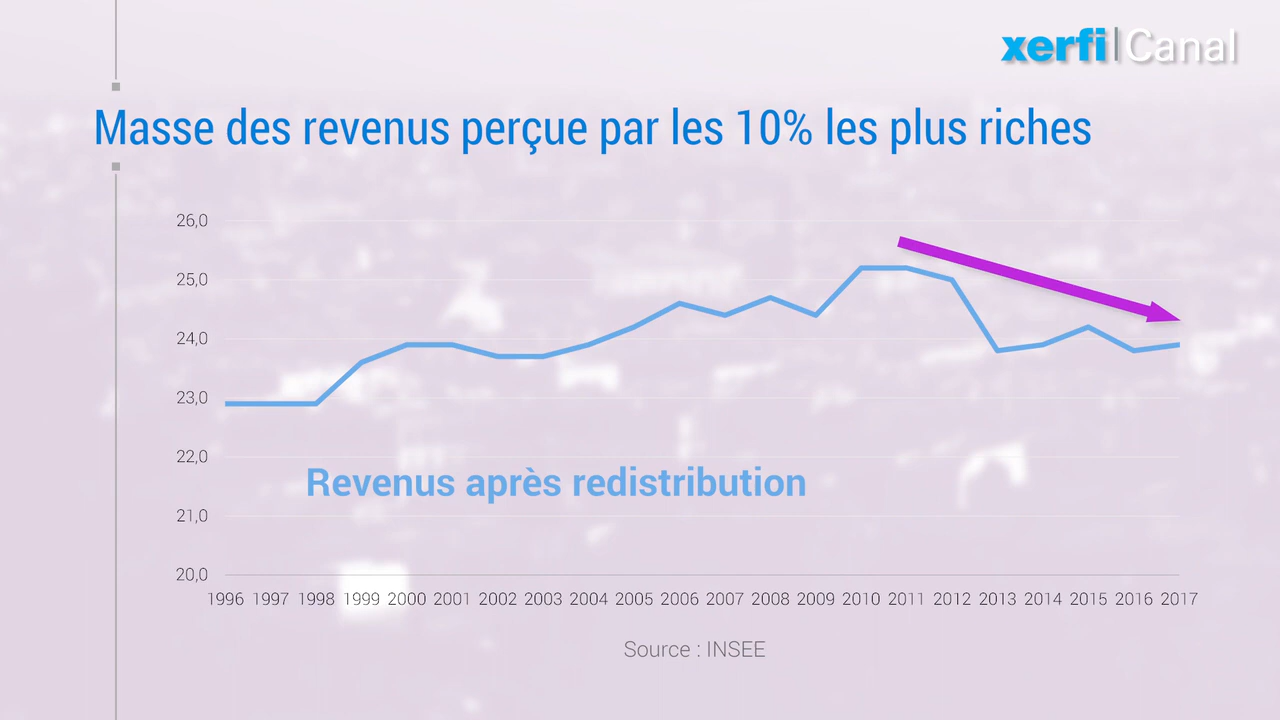 xerfi Canal
Masse des revenus perçue par les 10% les plus riches
26,0
25,0
24,0
23,0
22,0
Revenus après redistribution
21,0
20,0
1996 1997 1998 1999 2000 2001 2002 2003 2004 2005 2006 2007 2008 2009 2010 2011 2012 2013 2014 2015 2016 2017
Source : INSEE